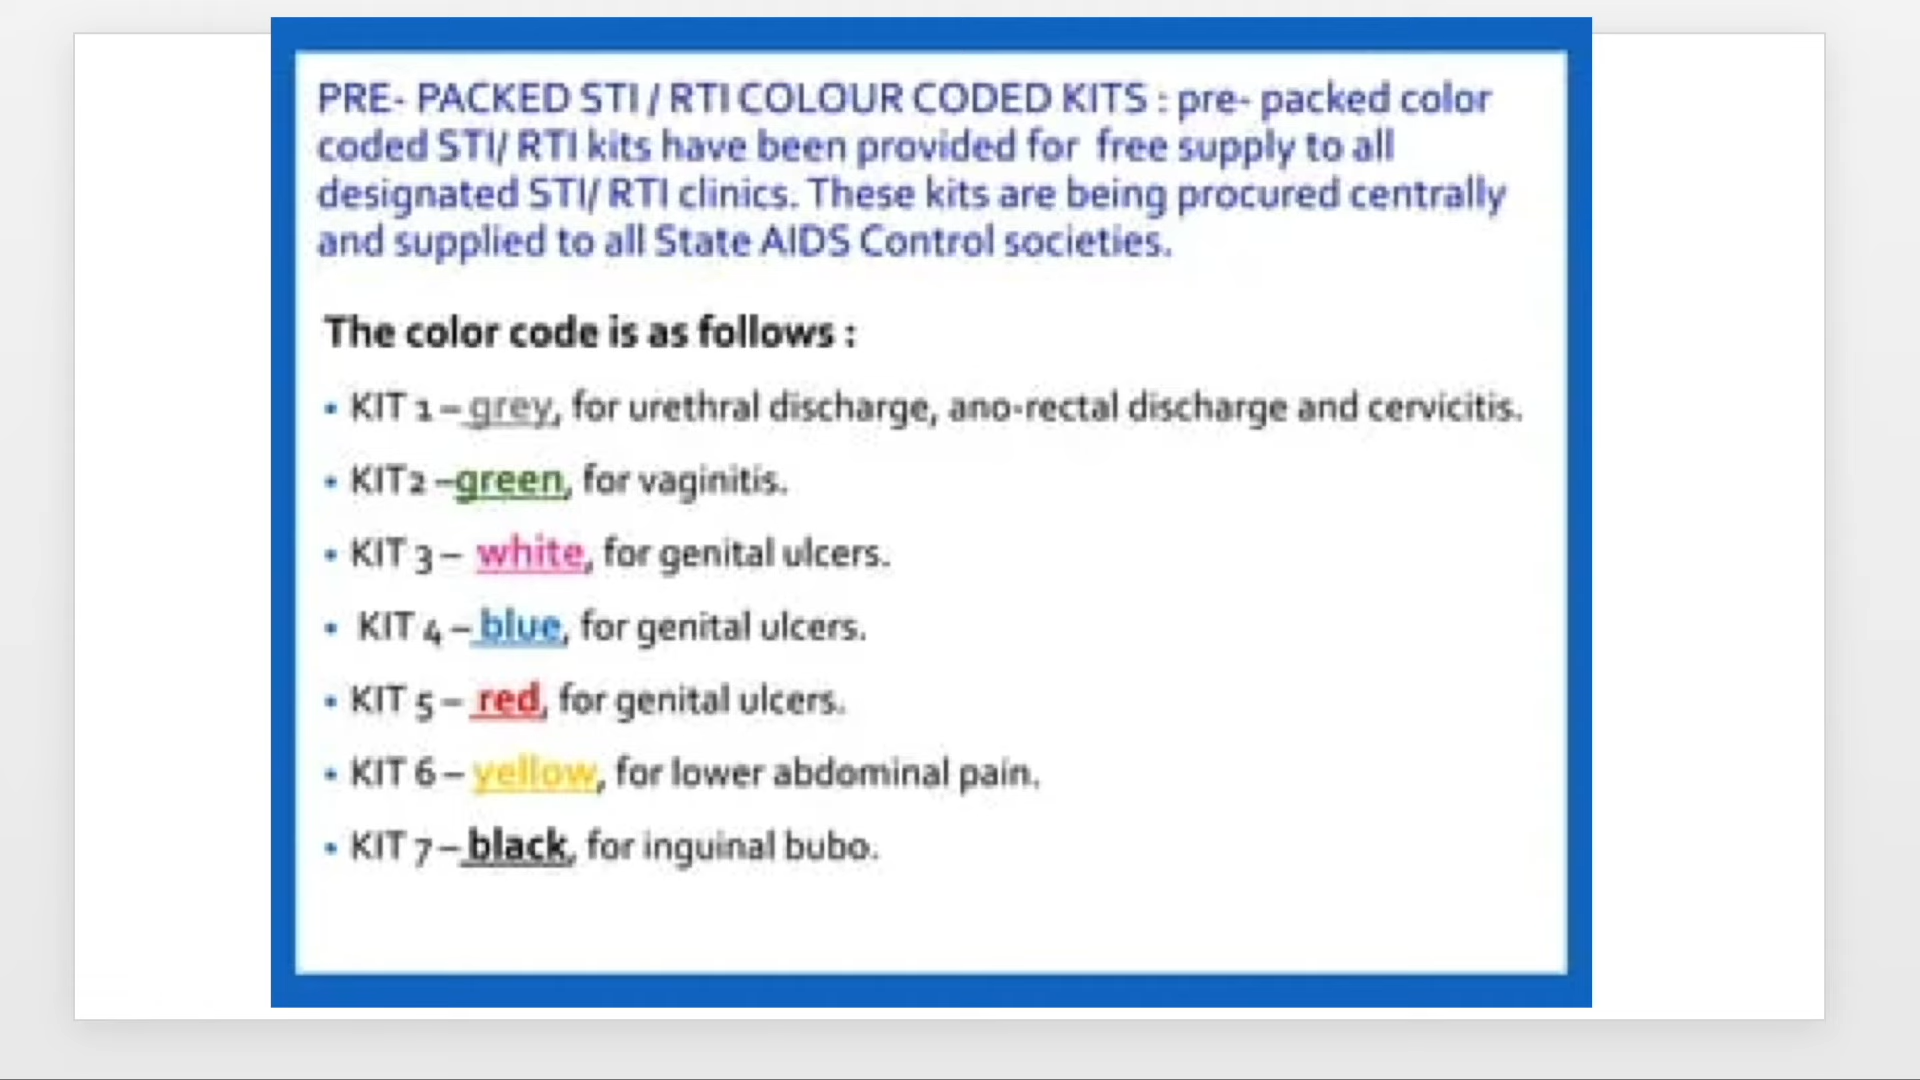 PRE- PACKED STI / RTI COLOUR CODED KITS : pre- packed color
coded STI/ RTI kits have been provided for free supply to all
designated STI/ RTI clinics. These kits are being procured centrally
and supplied to all State AIDS Control societies.
The color code is as follows :
• KIT 1 – grey, for urethral discharge, ano-rectal discharge and cervicitis.
• KIT2 –green, for vaginitis.
• KIT 3 – white, for genital ulcers.
• KIT 4 – blue, for genital ulcers.
• KIT 5 – red, for genital ulcers.
• KIT 6 – yellow, for lower abdominal pain.
• KIT 7 – black, for inguinal bubo.